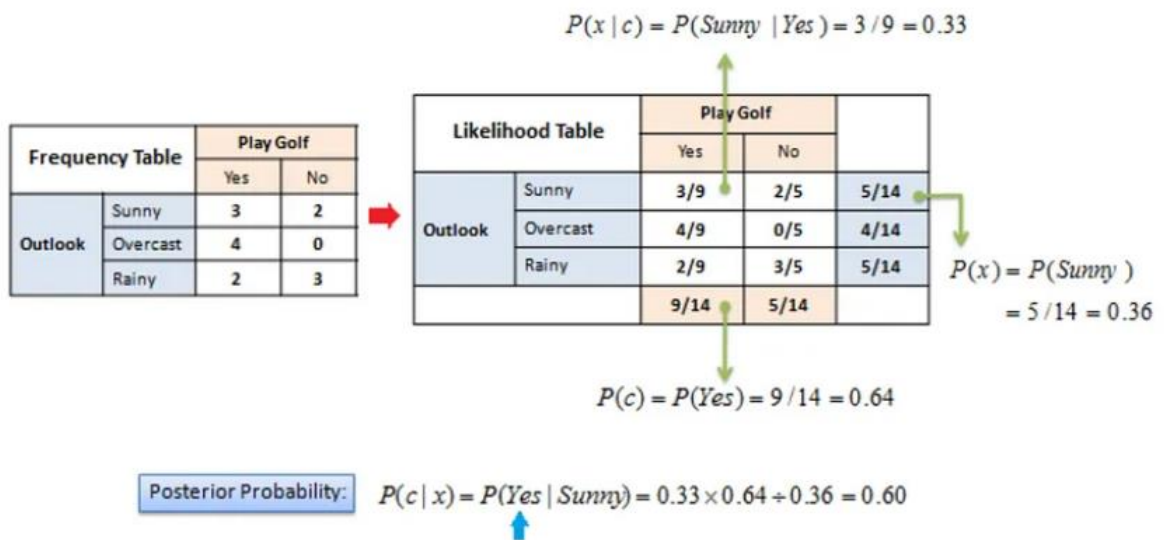 P(x | c) = P(Sunny | Yes) = 3 / 9 = 0.33
Frequency Table
Play Golf
Yes No
Outlook
Sunny 3 2
Overcast 4 0
Rainy 2 3
Likelihood Table
Play Golf
Yes No
Outlook
Sunny 3/9 2/5 5/14
Overcast 4/9 0/5 4/14
Rainy 2/9 3/5 5/14
9/14 5/14
P(x) = P(Sunny )
= 5 / 14 = 0.36
P(c) = P(Yes) = 9 / 14 = 0.64
Posterior Probability: P(c | x) = P(Yes | Sunny) = 0.33 × 0.64 ÷ 0.36 = 0.60